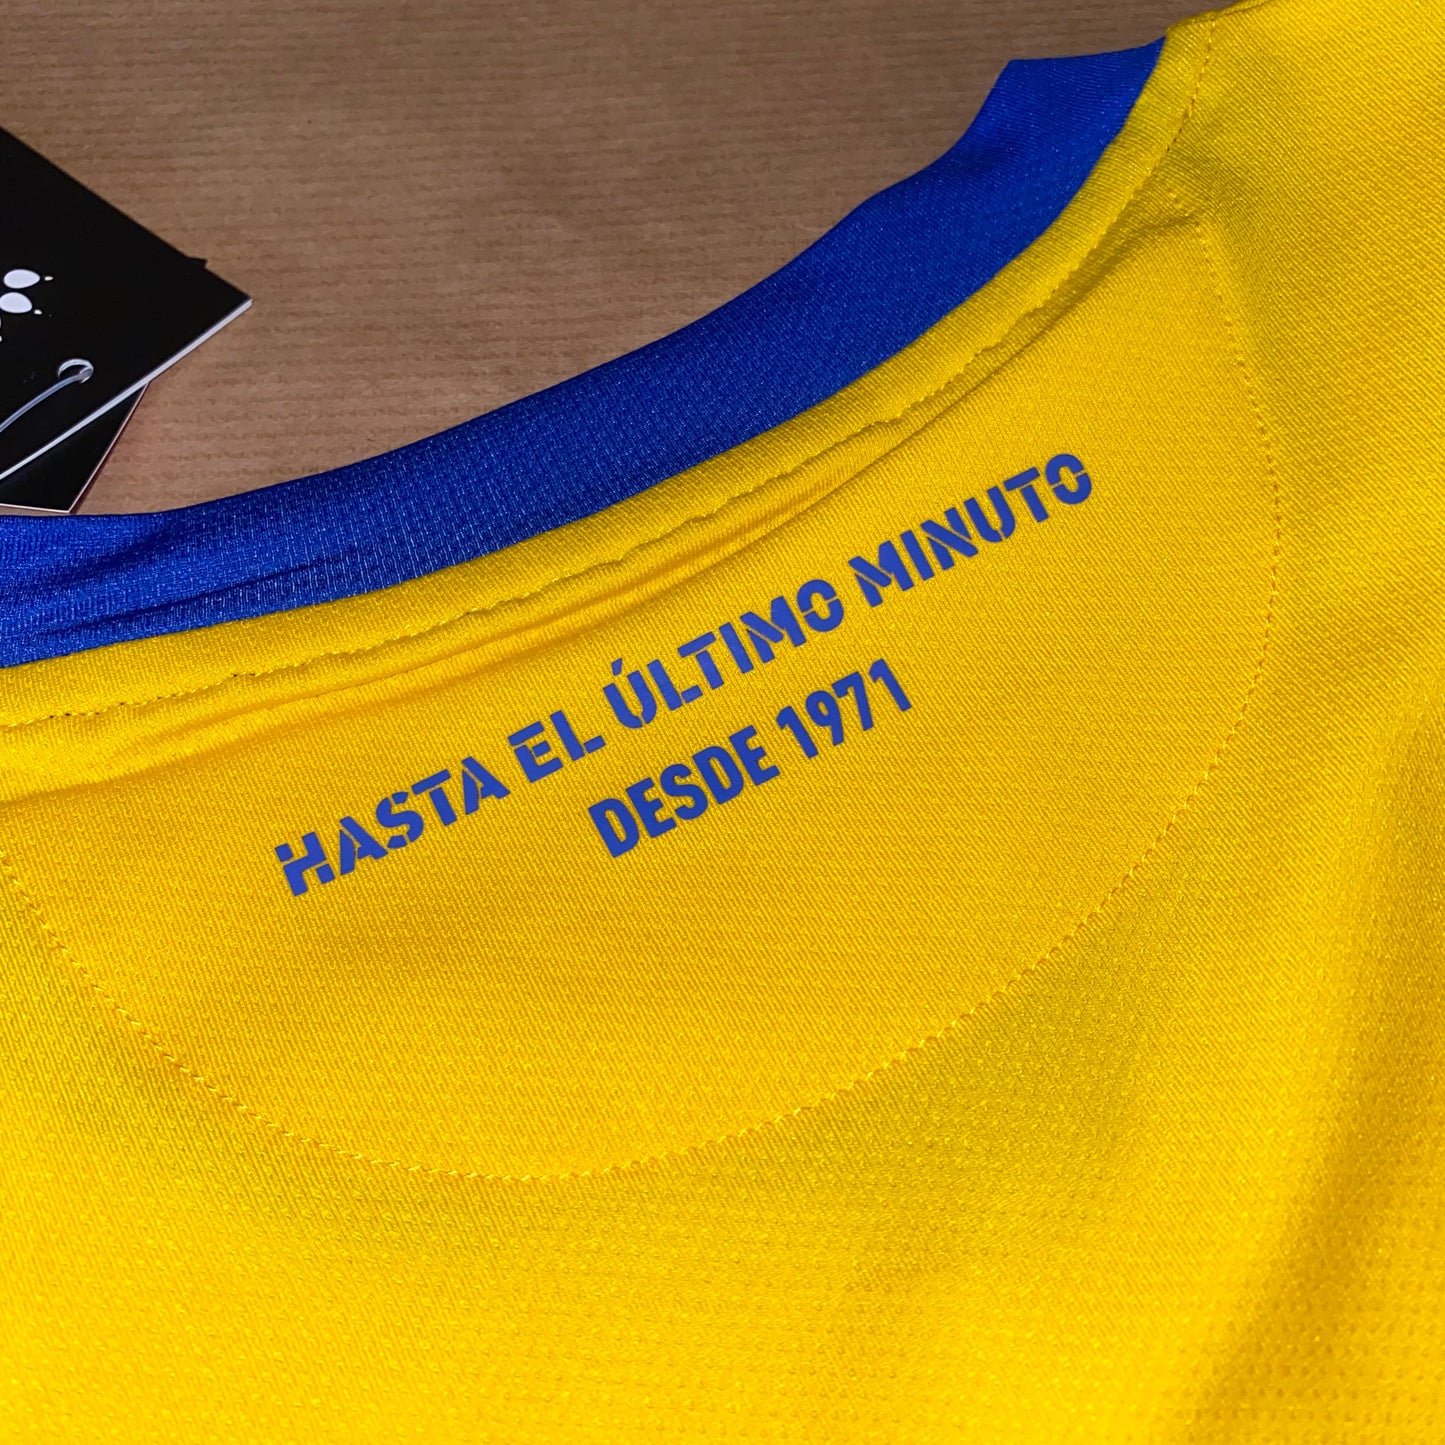 HASTA EL ÚLTIMO MINUTO
DESDE 1971